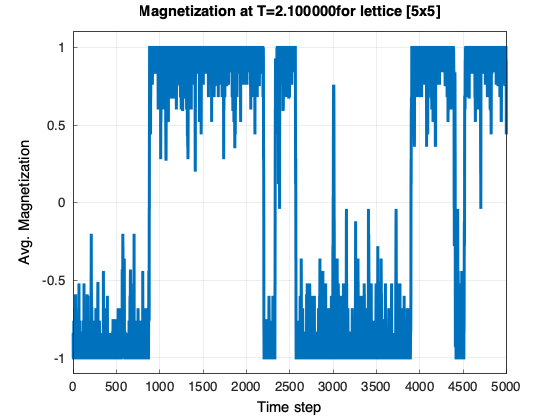 Magnetization at T=2.100000for lettice [5x5]
1
0.5
0
-0.5
-1
Avg. Magnetization
0 500 1000 1500 2000 2500 3000 3500 4000 4500 5000
Time step